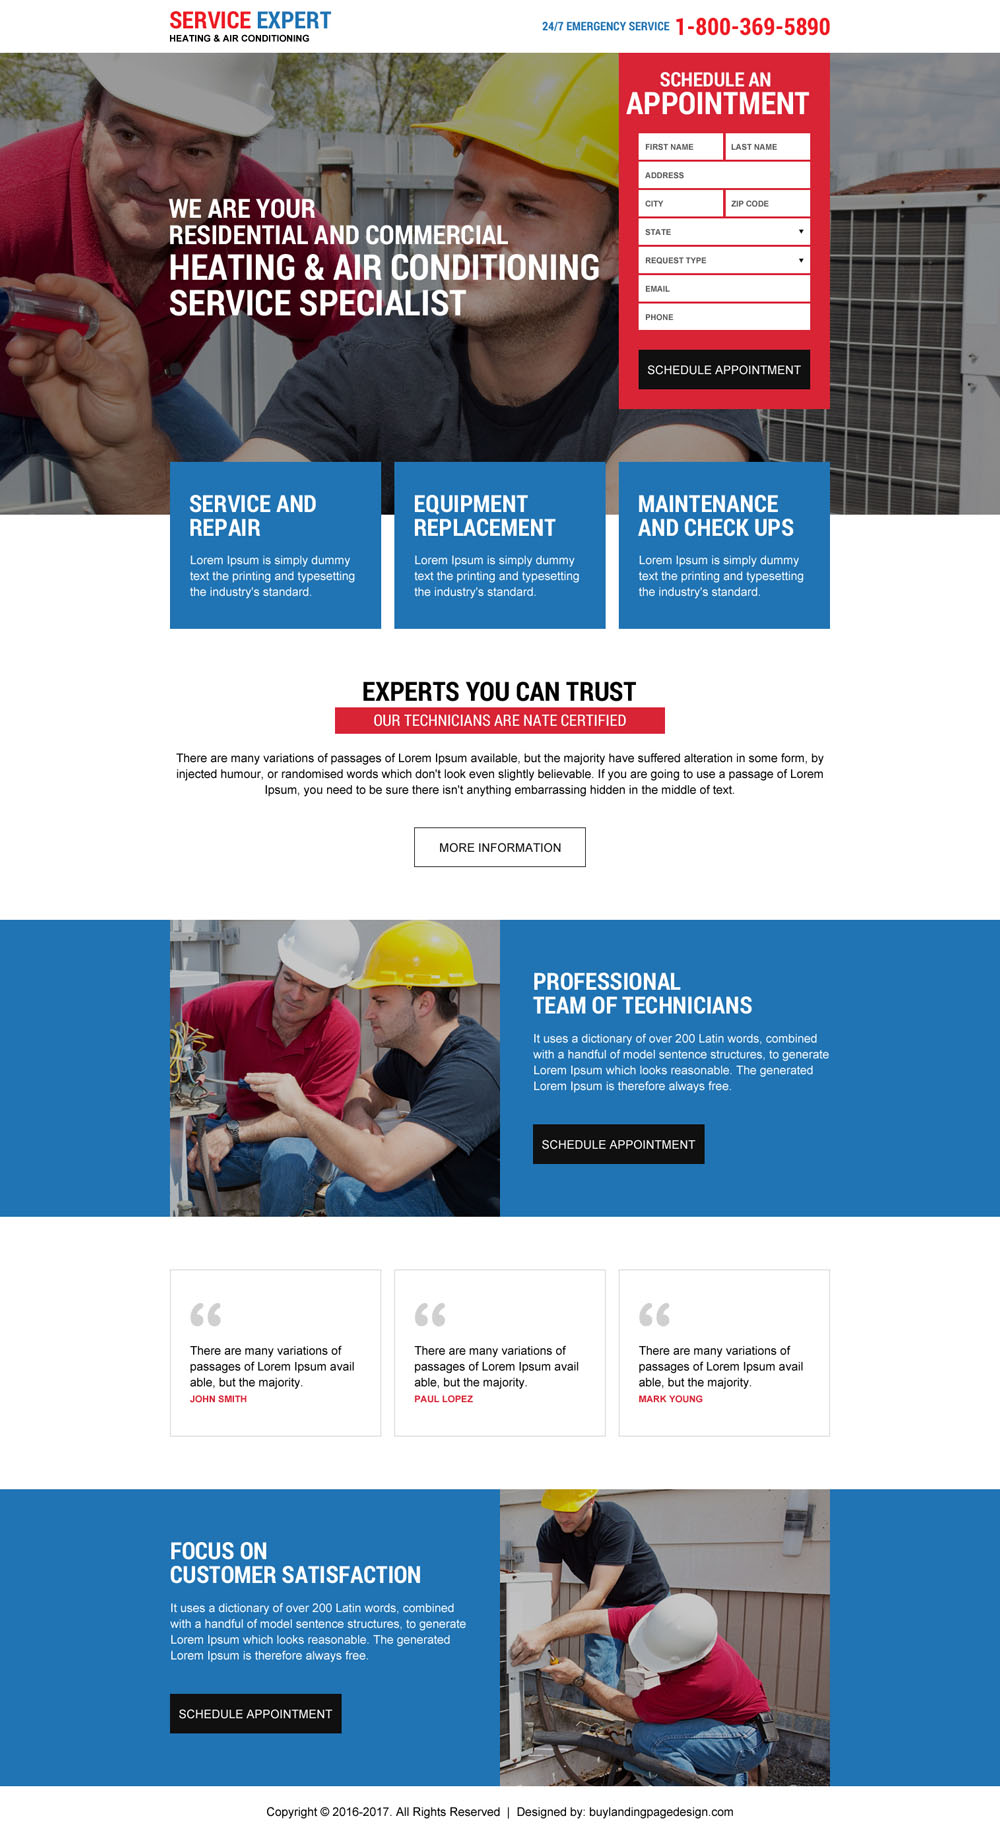 SERVICE EXPERT
HEATING & AIR CONDITIONING
24/7 EMERGENCY SERVICE 1-800-369-5890
WE ARE YOUR
RESIDENTIAL AND COMMERCIAL
HEATING & AIR CONDITIONING
SERVICE SPECIALIST
SCHEDULE AN
APPOINTMENT
FIRST NAME LAST NAME
ADDRESS
CITY ZIP CODE
STATE
REQUEST TYPE
EMAIL
PHONE
SCHEDULE APPOINTMENT
SERVICE AND
REPAIR
Lorem Ipsum is simply dummy
text the printing and typesetting
the industry's standard.
EQUIPMENT
REPLACEMENT
Lorem Ipsum is simply dummy
text the printing and typesetting
the industry's standard.
MAINTENANCE
AND CHECK UPS
Lorem Ipsum is simply dummy
text the printing and typesetting
the industry's standard.
EXPERTS YOU CAN TRUST
OUR TECHNICIANS ARE NATE CERTIFIED
There are many variations of passages of Lorem Ipsum available, but the majority have suffered alteration in some form, by
injected humour, or randomised words which don't look even slightly believable. If you are going to use a passage of Lorem
Ipsum, you need to be sure there isn't anything embarrassing hidden in the middle of text.
MORE INFORMATION
PROFESSIONAL
TEAM OF TECHNICIANS
It uses a dictionary of over 200 Latin words, combined
with a handful of model sentence structures, to generate
Lorem Ipsum which looks reasonable. The generated
Lorem Ipsum is therefore always free.
SCHEDULE APPOINTMENT
“
There are many variations of
passages of Lorem Ipsum avail
able, but the majority.
JOHN SMITH
“
There are many variations of
passages of Lorem Ipsum avail
able, but the majority.
PAUL LOPEZ
“
There are many variations of
passages of Lorem Ipsum avail
able, but the majority.
MARK YOUNG
FOCUS ON
CUSTOMER SATISFACTION
It uses a dictionary of over 200 Latin words, combined
with a handful of model sentence structures, to generate
Lorem Ipsum which looks reasonable. The generated
Lorem Ipsum is therefore always free.
SCHEDULE APPOINTMENT
Copyright © 2016-2017. All Rights Reserved | Designed by: buylandingpagedesign.com